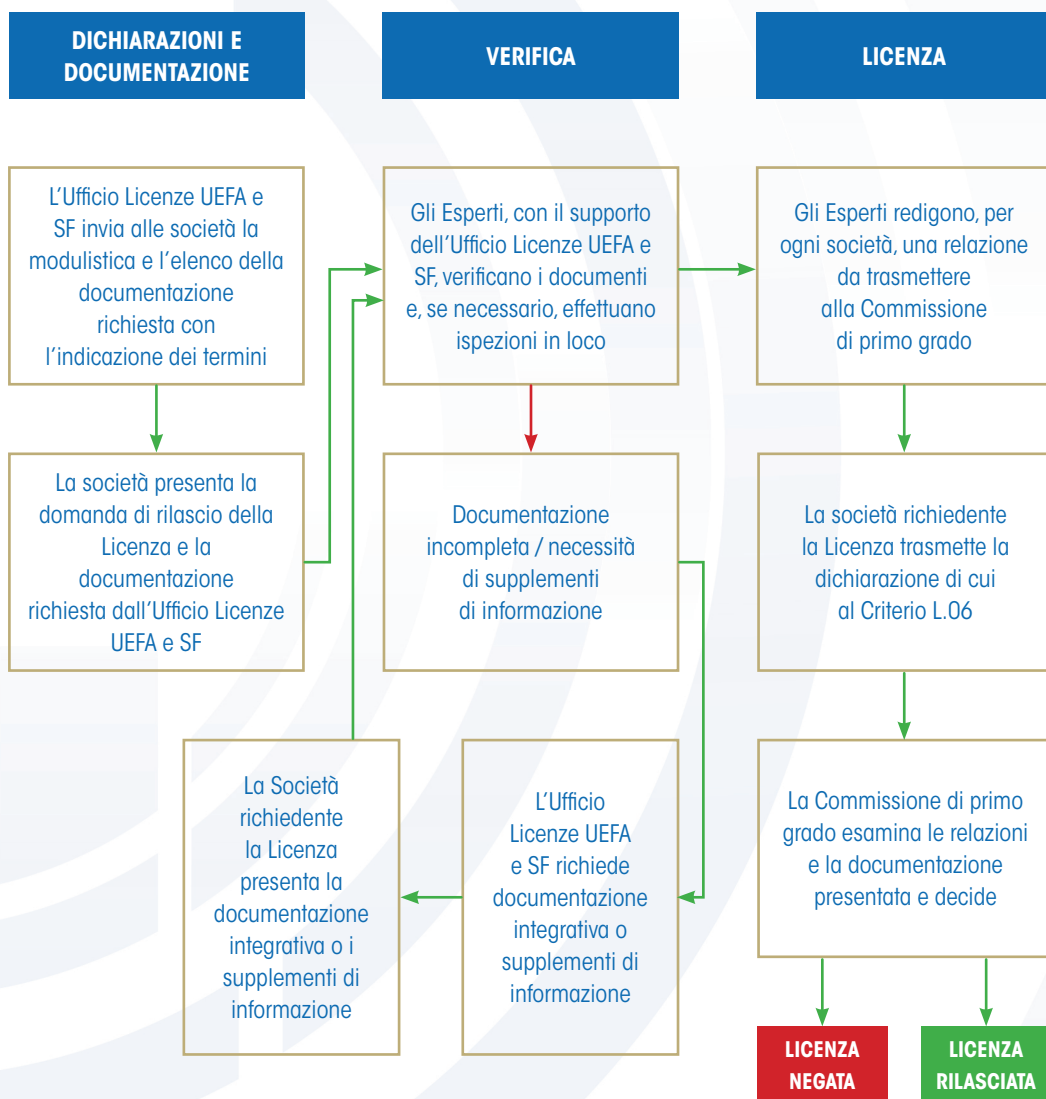 DICHIARAZIONI E
DOCUMENTAZIONE
VERIFICA
LICENZA
L'Ufficio Licenze UEFA e
SF invia alle società la
modulistica e l'elenco della
documentazione
richiesta con
l'indicazione dei termini
Gli Esperti, con il supporto
dell'Ufficio Licenze UEFA e
SF, verificano i documenti
e, se necessario, effettuano
ispezioni in loco
Gli Esperti redigono, per
ogni società, una relazione
da trasmettere
alla Commissione
di primo grado
La società presenta la
domanda di rilascio della
Licenza e la
documentazione
richiesta dall'Ufficio Licenze
UEFA e SF
Documentazione
incompleta / necessità
di supplementi
di informazione
La società richiedente
la Licenza trasmette la
dichiarazione di cui
al Criterio L.06
La Società
richiedente
la Licenza
presenta la
documentazione
integrativa o i
supplementi di
informazione
L'Ufficio
Licenze UEFA
e SF richiede
documentazione
integrativa o
supplementi di
informazione
La Commissione di primo
grado esamina le relazioni
e la documentazione
presentata e decide
LICENZA
NEGATA
LICENZA
RILASCIATA